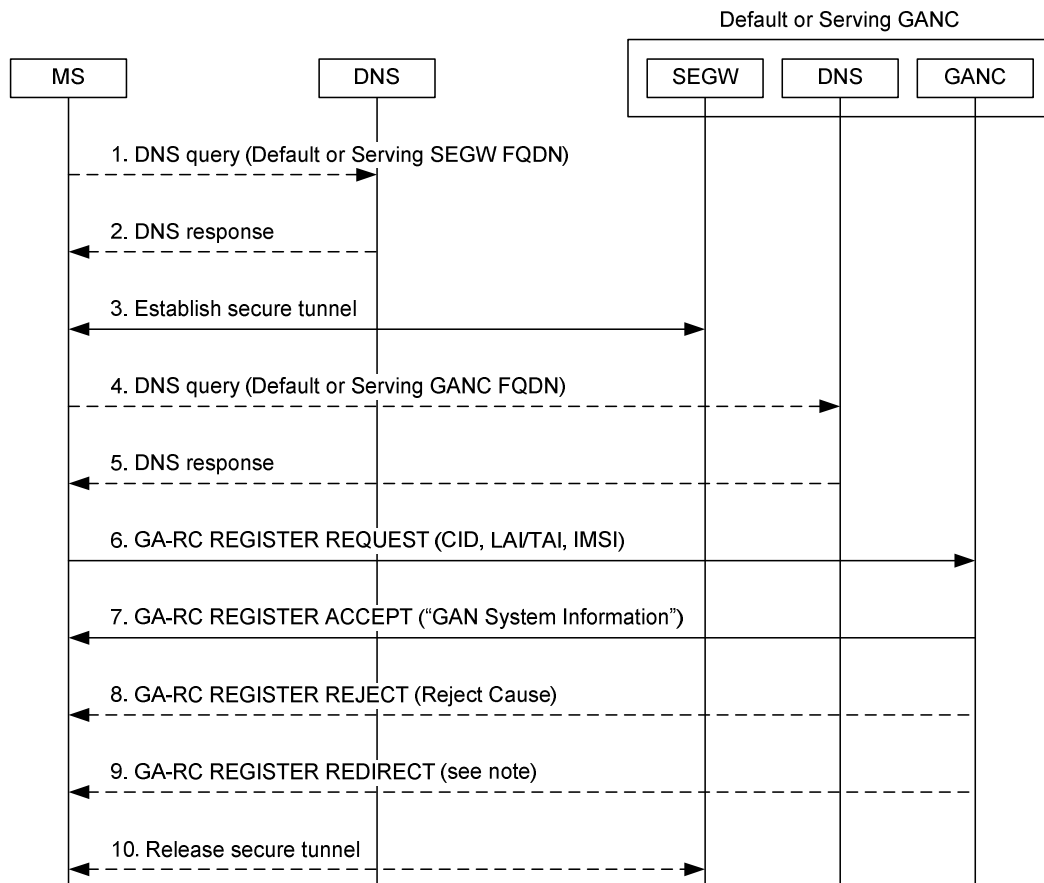 Default or Serving GANC
MS
DNS
SEGW
DNS
GANC
1. DNS query (Default or Serving SEGW FQDN)
2. DNS response
3. Establish secure tunnel
4. DNS query (Default or Serving GANC FQDN)
5. DNS response
6. GA-RC REGISTER REQUEST (CID, LAI/TAI, IMSI)
7. GA-RC REGISTER ACCEPT (“GAN System Information”)
8. GA-RC REGISTER REJECT (Reject Cause)
9. GA-RC REGISTER REDIRECT (see note)
10. Release secure tunnel